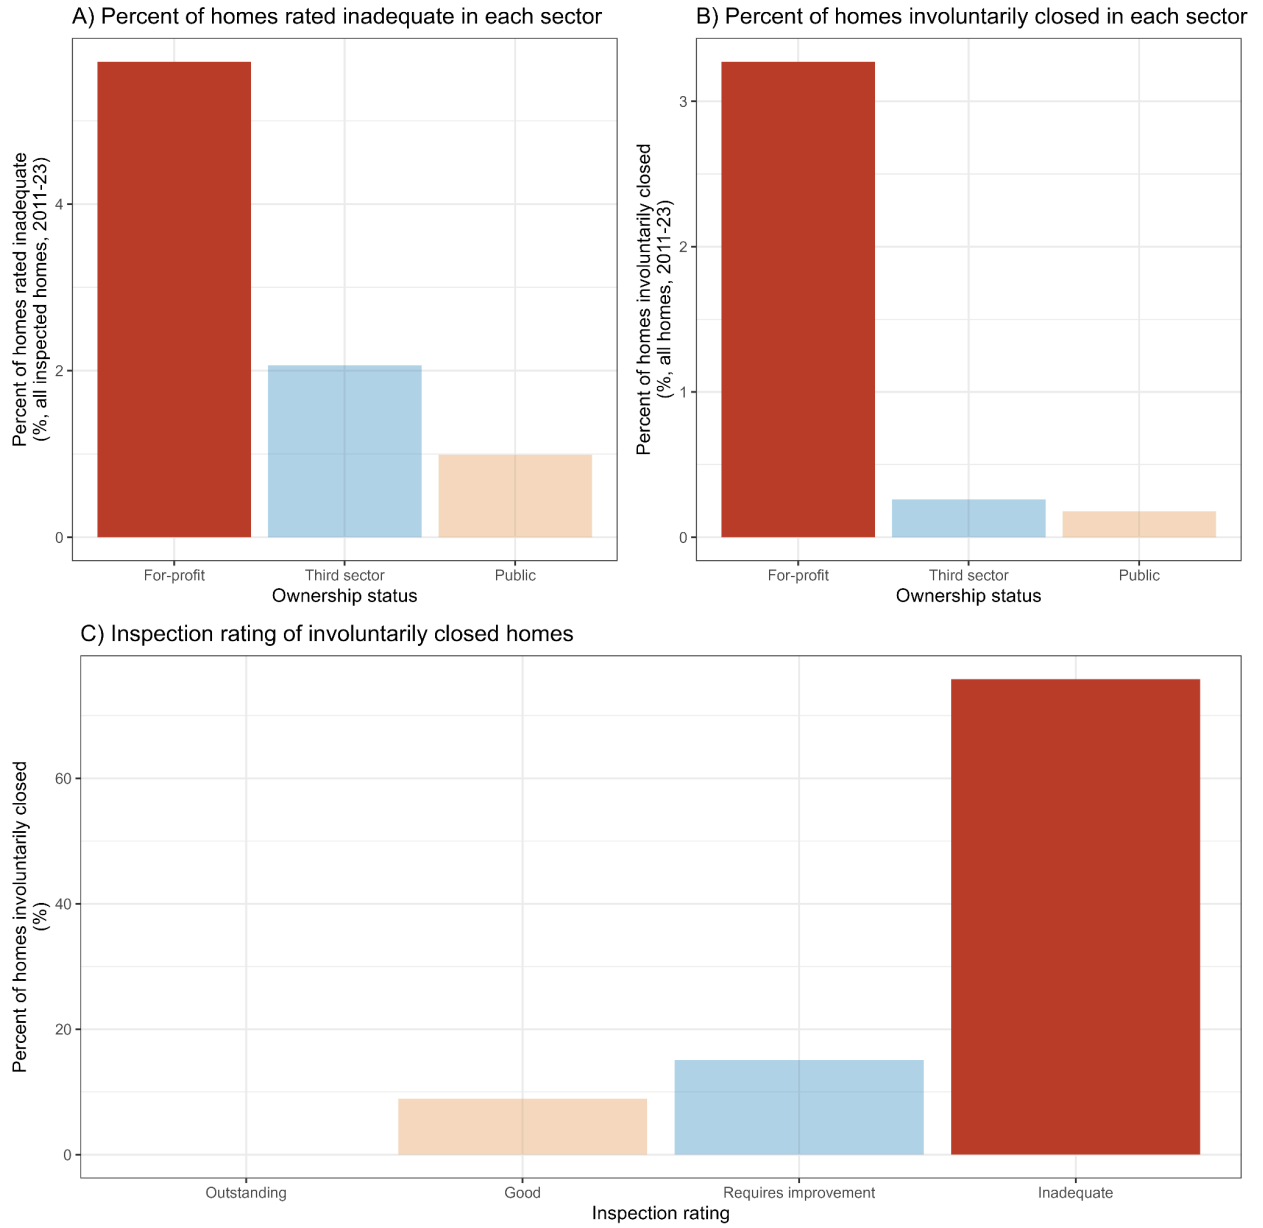 A) Percent of homes rated inadequate in each sector
Percent of homes rated inadequate
(%, all inspected homes, 2011-23)
4
2
0
For-profit
Third sector
Public
Ownership status
B) Percent of homes involuntarily closed in each sector
Percent of homes involuntarily closed
(%, all homes, 2011-23)
3
2
1
0
For-profit
Third sector
Public
Ownership status
C) Inspection rating of involuntarily closed homes
Percent of homes involuntarily closed
(%)
60
40
20
0
Outstanding
Good
Requires improvement
Inadequate
Inspection rating